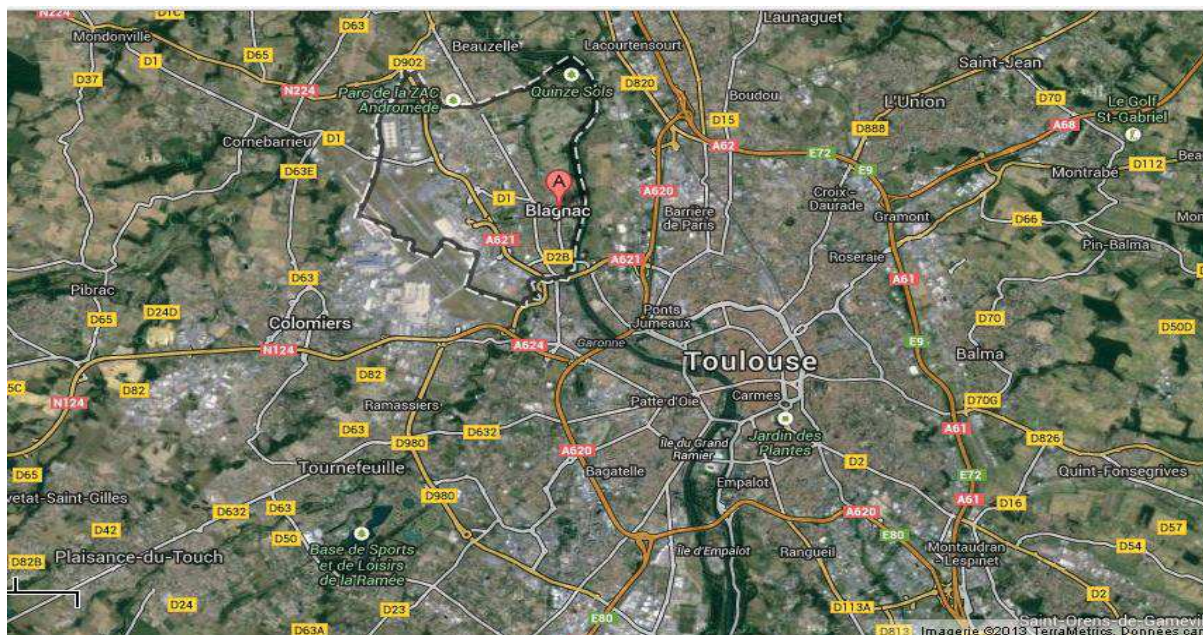 N224
D1C
D63
Launaguet
Mondonville
D1
D65
D902
Beauzelle
Lacourtensourt
D37
N224
Parc de la ZAC
Andromède
Quinze Sols
D820
Boudou
Saint-Jean
L'Union
D70
Le Golf
St-Gabriel
Cornebarrieu
D1
D15
A62
E72
D888
A68
E9
D112
Montrabé
D63E
A
D1
Blagnac
A620
Barrière
de Paris
Croix-
Daurade
Gramont
D66
Pin-Balma
A621
D2B
A621
Roseraie
A61
Pibrac
D63
D65
D24D
Colomiers
N124
A624
Garonne
Ponts
Jumeaux
Toulouse
E9
D70
Balma
D50D
D82
D82
N124
Ramassiers
Patte d'Oie
Carmes
D70G
D63
D632
D980
Jardin des
Plantes
A61
D826
D65
Tournefeuille
A620
Bagatelle
Île du Grand
Ramier
Empalot
D2
E72
Quint-Fonsegrives
vetat-Saint-Gilles
D632
D63
D980
A61
D16
D42
D50
A620
D57
Plaisance-du-Touch
Base de Sports
et de Loisirs
de la Ramée
Île d'Empalot
Rangueil
E80
Montaudran
- Lespinet
D54
D82B
D24
D23
D2
D63A
E80
D113A
D813
Saint-Orens-de-Gamevi
Imagerie ©2013 TerraMetrics, Données